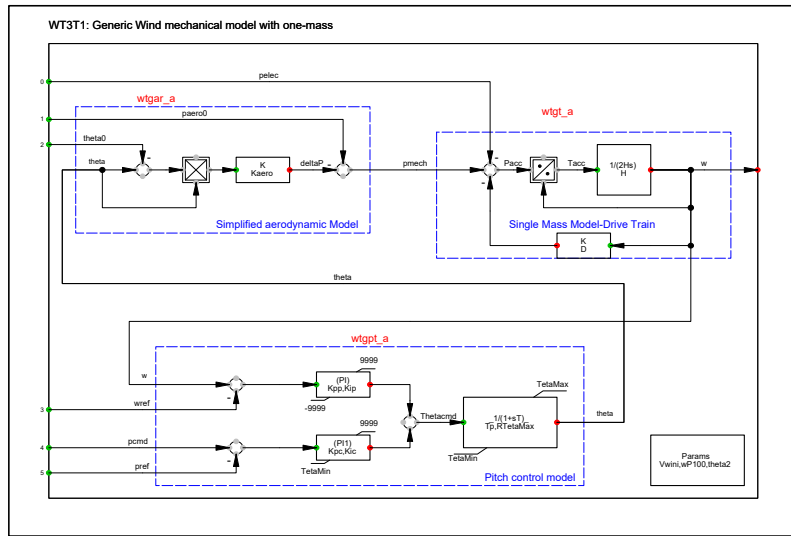 WT3T1: Generic Wind mechanical model with one-mass
0
pelec
wtgar_a
wtgt_a
1
paero0
2
theta0
-
-
-
theta
K
Kaero
deltaP
-
pmech
-
Pacc
Tacc
1/(2Hs)
H
w
Simplified aerodynamic Model
Single Mass Model-Drive Train
K
D
theta
wtgpt_a
w
-
(PI)
Kpp,Kip
9999
-9999
3
wref
TetaMax
Thetacmd
1/(1+sT)
Tp,RTetaMax
theta
TetaMin
4
pcmd
-
(PI1)
Kpc,Kic
9999
TetaMin
5
pref
Pitch control model
Params
Vwini,wP100,theta2